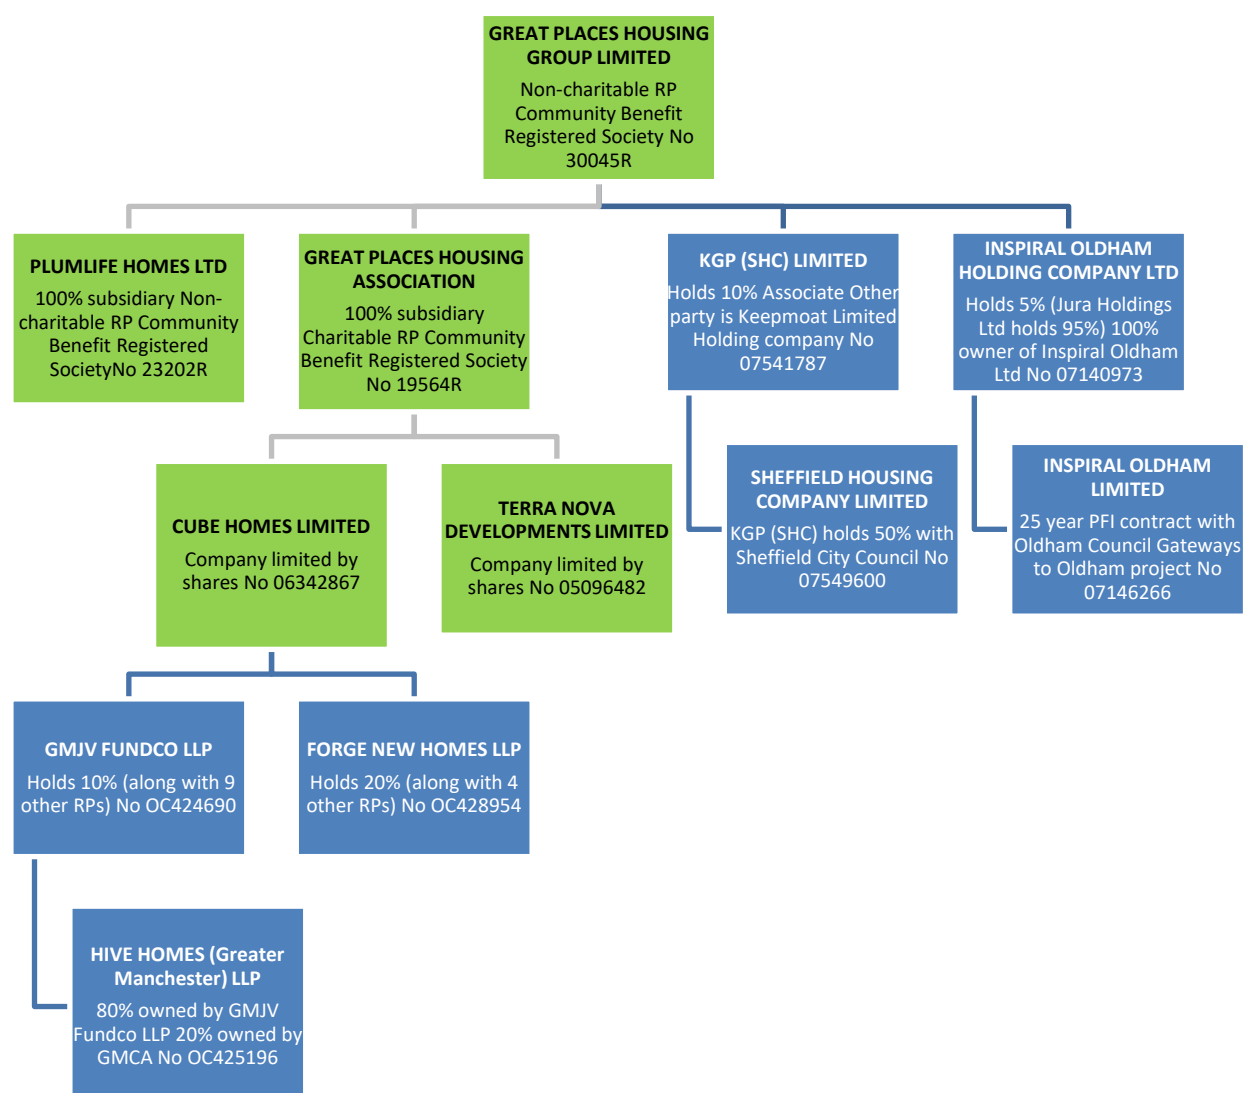 GREAT PLACES HOUSING
GROUP LIMITED
Non-charitable RP
Community Benefit
Registered Society No
30045R
PLUMLIFE HOMES LTD
100% subsidiary Non-
charitable RP Community
Benefit Registered
SocietyNo 23202R
GREAT PLACES HOUSING
ASSOCIATION
100% subsidiary
Charitable RP Community
Benefit Registered Society
No 19564R
KGP (SHC) LIMITED
Holds 10% Associate Other
party is Keepmoat Limited
Holding company No
07541787
INSPIRAL OLDHAM
HOLDING COMPANY LTD
Holds 5% (Jura Holdings
Ltd holds 95%) 100%
owner of Inspiral Oldham
Ltd No 07140973
CUBE HOMES LIMITED
Company limited by
shares No 06342867
TERRA NOVA
DEVELOPMENTS LIMITED
Company limited by
shares No 05096482
SHEFFIELD HOUSING
COMPANY LIMITED
KGP (SHC) holds 50% with
Sheffield City Council No
07549600
INSPIRAL OLDHAM
LIMITED
25 year PFI contract with
Oldham Council Gateways
to Oldham project No
07146266
GMJV FUNDCO LLP
Holds 10% (along with 9
other RPs) No OC424690
FORGE NEW HOMES LLP
Holds 20% (along with 4
other RPs) No OC428954
HIVE HOMES (Greater
Manchester) LLP
80% owned by GMJV
Fundco LLP 20% owned by
GMCA No OC425196